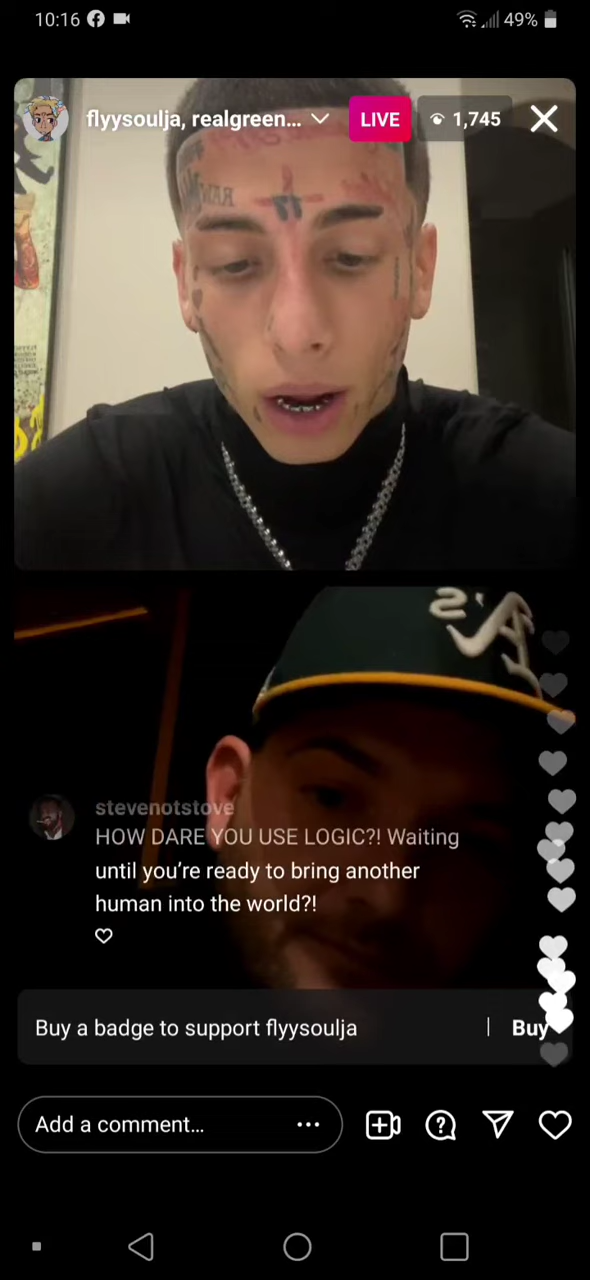 10:16
49%
flyysoulja, realgreen...
LIVE
1,745
stevenotstove
HOW DARE YOU USE LOGIC?! Waiting
until you’re ready to bring another
human into the world?!
Buy a badge to support flyysoulja | Buy
Add a comment...